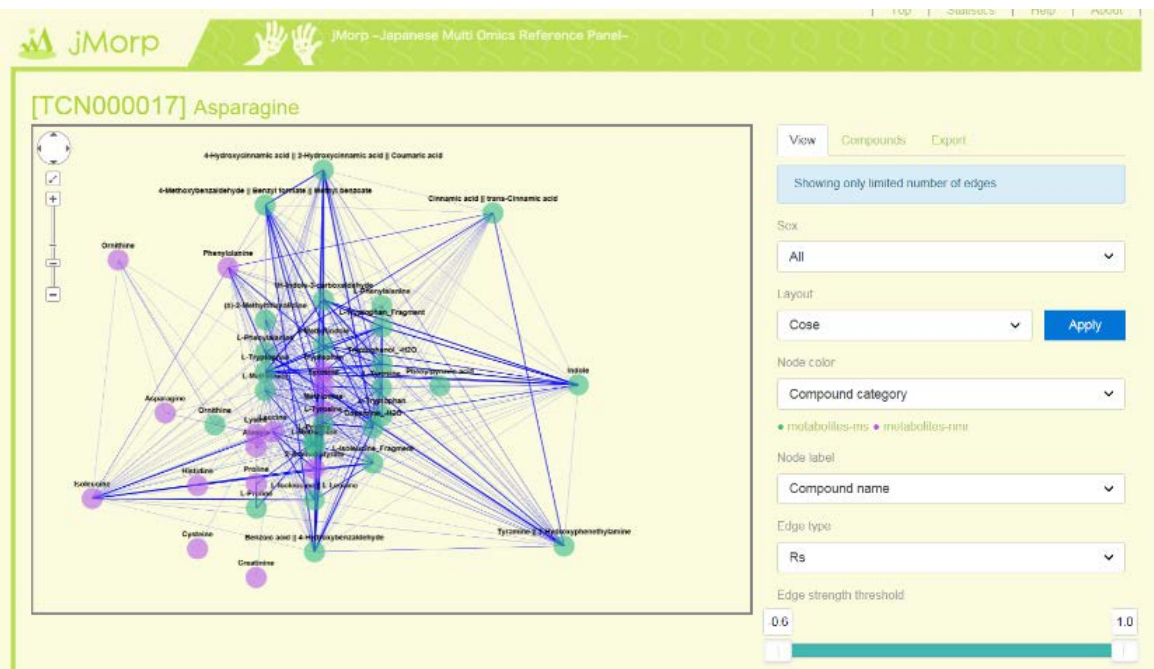 | Top | Statistics | Help | About |
jMorp
jMorp -Japanese Multi Omics Reference Panel-
[TCN000017] Asparagine
4-Hydroxycinnamic acid || 3-Hydroxycinnamic acid || Coumaric acid
4-Methoxybenzaldehyde || Benzyl formate || Methyl benzoate
Cinnamic acid || trans-Cinnamic acid
Ornithine
Phenylalanine
1H-Indole-3-carboxaldehyde
L-Phenylalanine
L-Tryptophan_Fragment
L-Phenylalanine
L-Tryptophan
Indole
Asparagine
Ornithine
Lysine
Leucine
L-Tyrosine
L-Isoleucine_Fragment
Histidine
Proline
Isoleucine
L-Isoleucine || L-Leucine
L-Proline
Cysteine
Benzoic acid || 4-Hydroxybenzaldehyde
Tyramine || 3-Hydroxyphenethylamine
Creatinine
View
Compounds
Export
Showing only limited number of edges
Sex
All
Layout
Cose
Apply
Node color
Compound category
metabolites-ms
metabolites-nmr
Node label
Compound name
Edge type
Rs
Edge strength threshold
0.6
1.0